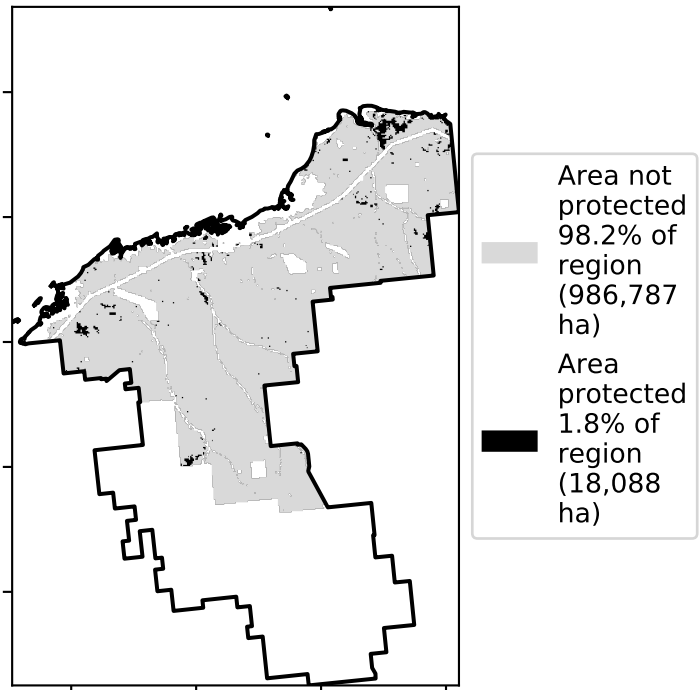 Area not
protected
98.2% of
region
(986,787
ha)
Area
protected
1.8% of
region
(18,088
ha)